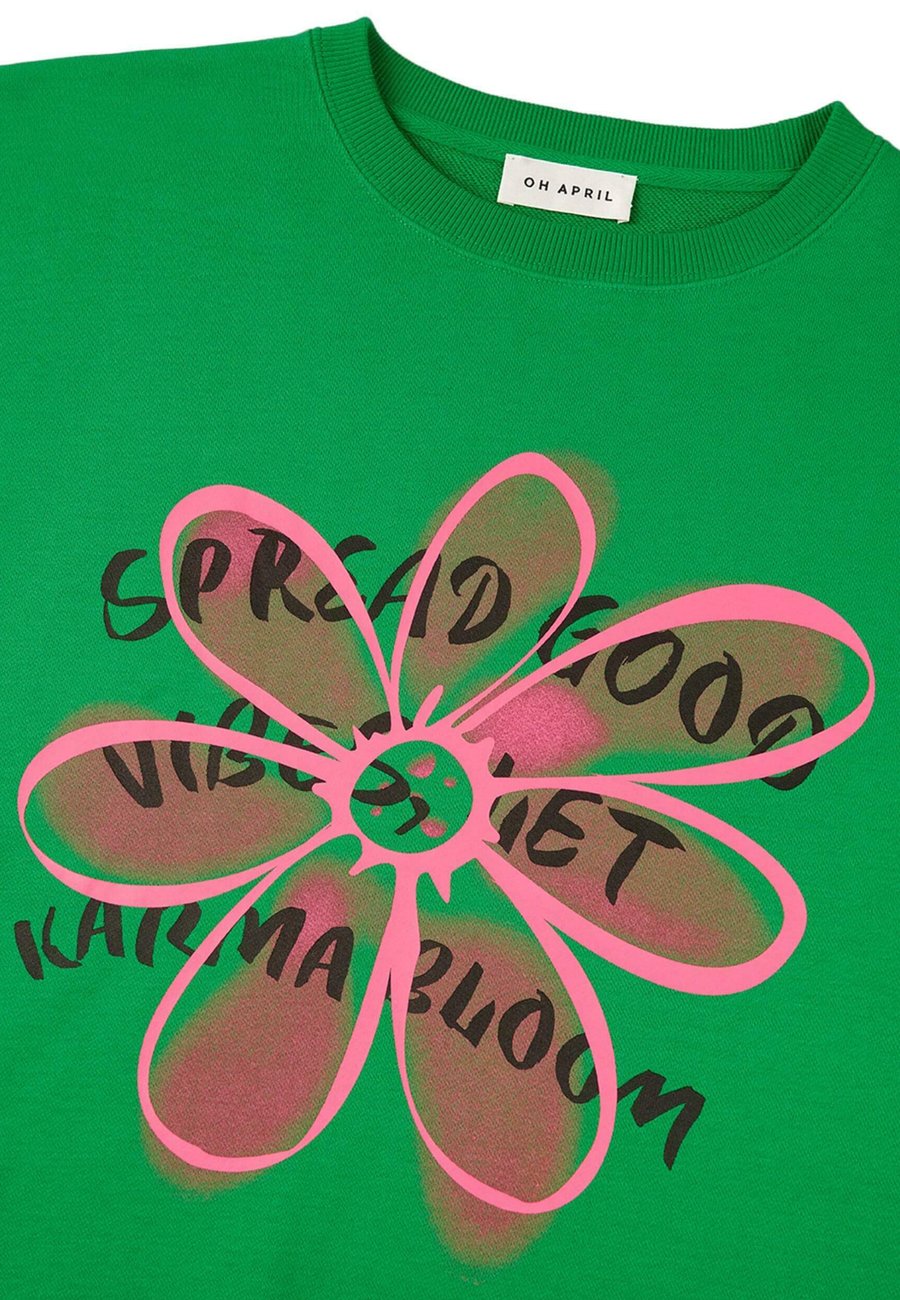 OH APRIL
SPREAD GOOD
VIBES, LET
KARMA BLOOM